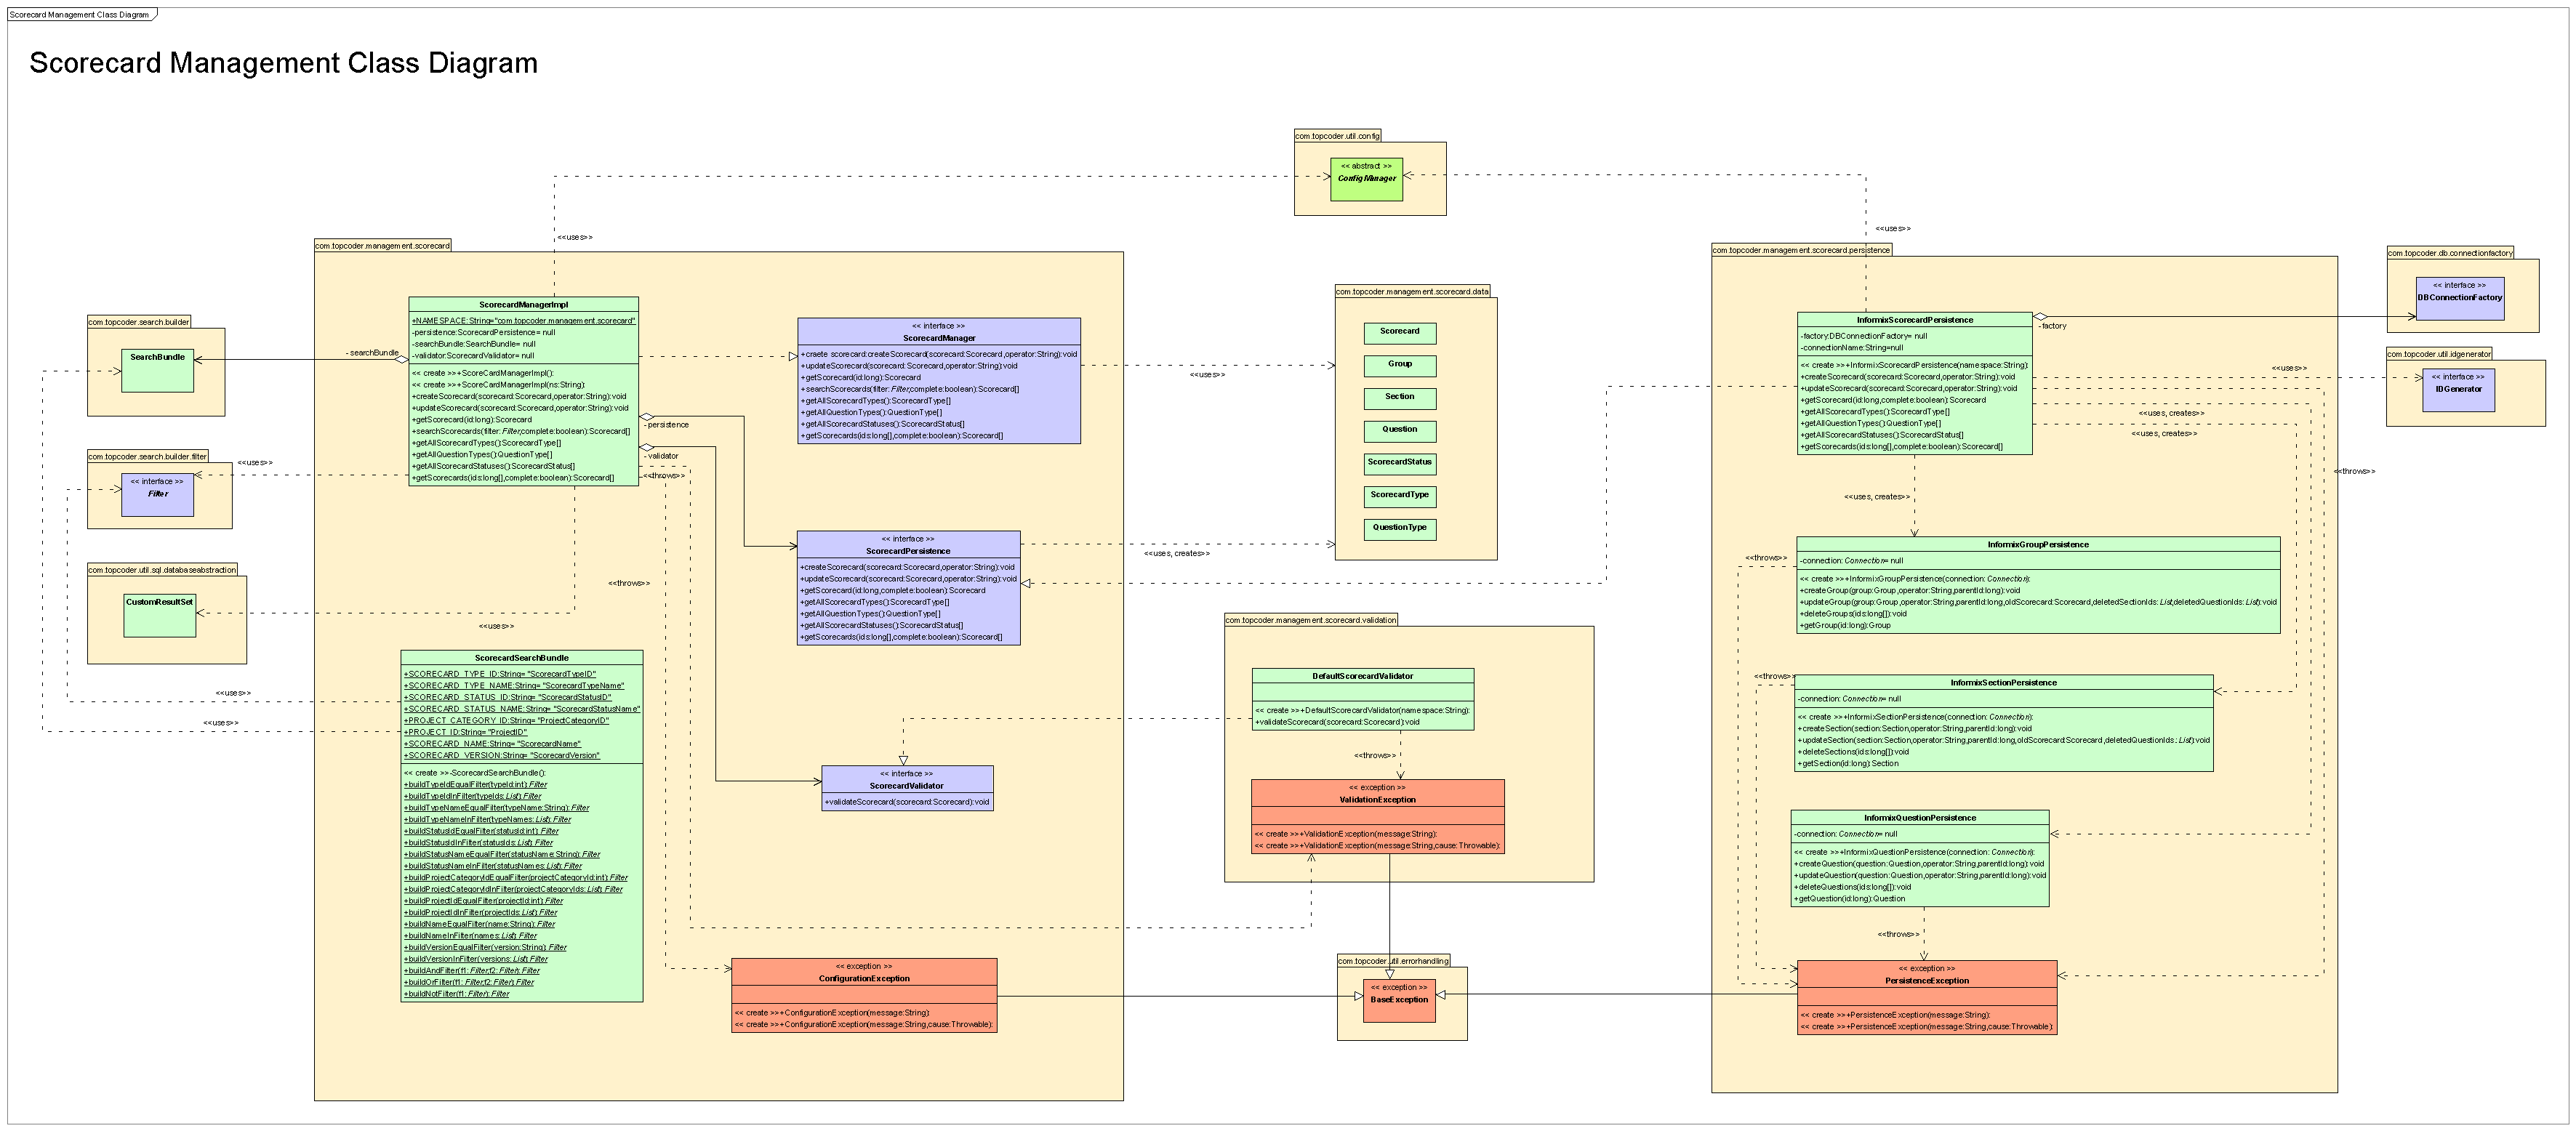 Scorecard Management Class Diagram
Scorecard Management Class Diagram
com.topcoder.util.config
<< abstract >>
ConfigManager
<<uses>>
<<uses>>
com.topcoder.management.scorecard
ScorecardManagerImpl
+NAMESPACE:String="com.topcoder.management.scorecard"
-persistence:ScorecardPersistence= null
-searchBundle:SearchBundle= null
-validator:ScorecardValidator= null
<< create >>+ScoreCardManagerImpl():
<< create >>+ScoreCardManagerImpl(ns:String):
+createScorecard(scorecard:Scorecard,operator:String):void
+updateScorecard(scorecard:Scorecard,operator:String):void
+getScorecard(id:long):Scorecard
+searchScorecards(filter: Filter,complete:boolean):Scorecard[]
+getAllScorecardTypes():ScorecardType[]
+getAllQuestionTypes():QuestionType[]
+getAllScorecardStatuses():ScorecardStatus[]
+getScorecards(ids:long[],complete:boolean):Scorecard[]
com.topcoder.search.builder
SearchBundle
- searchBundle
com.topcoder.search.builder.filter
<< interface >>
Filter
<<uses>>
com.topcoder.util.sql.databaseabstraction
CustomResultSet
<<uses>>
- persistence
- validator
<<throws>>
<<throws>>
<< interface >>
ScorecardManager
+craete scorecard:createScorecard(scorecard:Scorecard,operator:String):void
+updateScorecard(scorecard:Scorecard,operator:String):void
+getScorecard(id:long):Scorecard
+searchScorecards(filter: Filter,complete:boolean):Scorecard[]
+getAllScorecardTypes():ScorecardType[]
+getAllQuestionTypes():QuestionType[]
+getAllScorecardStatuses():ScorecardStatus[]
+getScorecards(ids:long[],complete:boolean):Scorecard[]
<<uses>>
<< interface >>
ScorecardPersistence
+createScorecard(scorecard:Scorecard,operator:String):void
+updateScorecard(scorecard:Scorecard,operator:String):void
+getScorecard(id:long,complete:boolean):Scorecard
+getAllScorecardTypes():ScorecardType[]
+getAllQuestionTypes():QuestionType[]
+getAllScorecardStatuses():ScorecardStatus[]
+getScorecards(ids:long[],complete:boolean):Scorecard[]
<<uses, creates>>
ScorecardSearchBundle
+SCORECARD_TYPE_ID:String= "ScorecardTypeID"
+SCORECARD_TYPE_NAME:String= "ScorecardTypeName"
+SCORECARD_STATUS_ID:String= "ScorecardStatusID"
+SCORECARD_STATUS_NAME:String= "ScorecardStatusName"
+PROJECT_CATEGORY_ID:String= "ProjectCategoryID"
+PROJECT_ID:String= "ProjectID"
+SCORECARD_NAME:String= "ScorecardName"
+SCORECARD_VERSION:String= "ScorecardVersion"
<< create >>-ScorecardSearchBundle():
+buildTypeIdEqualFilter(typeId:int): Filter
+buildTypeIdInFilter(typeIds: List): Filter
+buildTypeNameEqualFilter(typeName:String): Filter
+buildTypeNameInFilter(typeNames: List): Filter
+buildStatusIdEqualFilter(statusId:int): Filter
+buildStatusIdInFilter(statusIds: List): Filter
+buildStatusNameEqualFilter(statusName:String): Filter
+buildStatusNameInFilter(statusNames: List): Filter
+buildProjectCategoryIdEqualFilter(projectCategoryId:int): Filter
+buildProjectCategoryIdInFilter(projectCategoryIds: List): Filter
+buildProjectIdEqualFilter(projectId:int): Filter
+buildProjectIdInFilter(projectIds: List): Filter
+buildNameEqualFilter(name:String): Filter
+buildNameInFilter(names: List): Filter
+buildVersionEqualFilter(version:String): Filter
+buildVersionInFilter(versions: List): Filter
+buildAndFilter(f1: Filter,f2: Filter): Filter
+buildOrFilter(f1: Filter,f2: Filter): Filter
+buildNotFilter(f1: Filter): Filter
<<uses>>
<<uses>>
<< interface >>
ScorecardValidator
+validateScorecard(scorecard:Scorecard):void
<< exception >>
ConfigurationException
<< create >>+ConfigurationException(message:String):
<< create >>+ConfigurationException(message:String,cause:Throwable):
com.topcoder.management.scorecard.data
Scorecard
Group
Section
Question
ScorecardStatus
ScorecardType
QuestionType
com.topcoder.management.scorecard.validation
DefaultScorecardValidator
<< create >>+DefaultScorecardValidator(namespace:String):
+validateScorecard(scorecard:Scorecard):void
<<throws>>
<< exception >>
ValidationException
<< create >>+ValidationException(message:String):
<< create >>+ValidationException(message:String,cause:Throwable):
com.topcoder.util.errorhandling
<< exception >>
BaseException
com.topcoder.management.scorecard.persistence
InformixScorecardPersistence
-factory:DBConnectionFactory= null
-connectionName:String=null
<< create >>+InformixScorecardPersistence(namespace:String):
+createScorecard(scorecard:Scorecard,operator:String):void
+updateScorecard(scorecard:Scorecard,operator:String):void
+getScorecard(id:long,complete:boolean):Scorecard
+getAllScorecardTypes():ScorecardType[]
+getAllQuestionTypes():QuestionType[]
+getAllScorecardStatuses():ScorecardStatus[]
+getScorecards(ids:long[],complete:boolean):Scorecard[]
- factory
com.topcoder.db.connectionfactory
<< interface >>
DBConnectionFactory
com.topcoder.util.idgenerator
<< interface >>
IDGenerator
<<uses>>
<<uses, creates>>
<<uses, creates>>
<<throws>>
<<uses, creates>>
InformixGroupPersistence
-connection: Connection= null
<< create >>+InformixGroupPersistence(connection: Connection):
+createGroup(group:Group,operator:String,parentId:long):void
+updateGroup(group:Group,operator:String,parentId:long,oldScorecard:Scorecard,deletedSectionIds: List,deletedQuestionIds: List):void
+deleteGroups(ids:long[]):void
+getGroup(id:long):Group
<<throws>>
InformixSectionPersistence
-connection: Connection= null
<< create >>+InformixSectionPersistence(connection: Connection):
+createSection(section:Section,operator:String,parentId:long):void
+updateSection(section:Section,operator:String,parentId:long,oldScorecard:Scorecard,deletedQuestionIds: List):void
+deleteSections(ids:long[]):void
+getSection(id:long):Section
<<throws>>
InformixQuestionPersistence
-connection: Connection= null
<< create >>+InformixQuestionPersistence(connection: Connection):
+createQuestion(question:Question,operator:String,parentId:long):void
+updateQuestion(question:Question,operator:String,parentId:long):void
+deleteQuestions(ids:long[]):void
+getQuestion(id:long):Question
<<throws>>
<< exception >>
PersistenceException
<< create >>+PersistenceException(message:String):
<< create >>+PersistenceException(message:String,cause:Throwable):